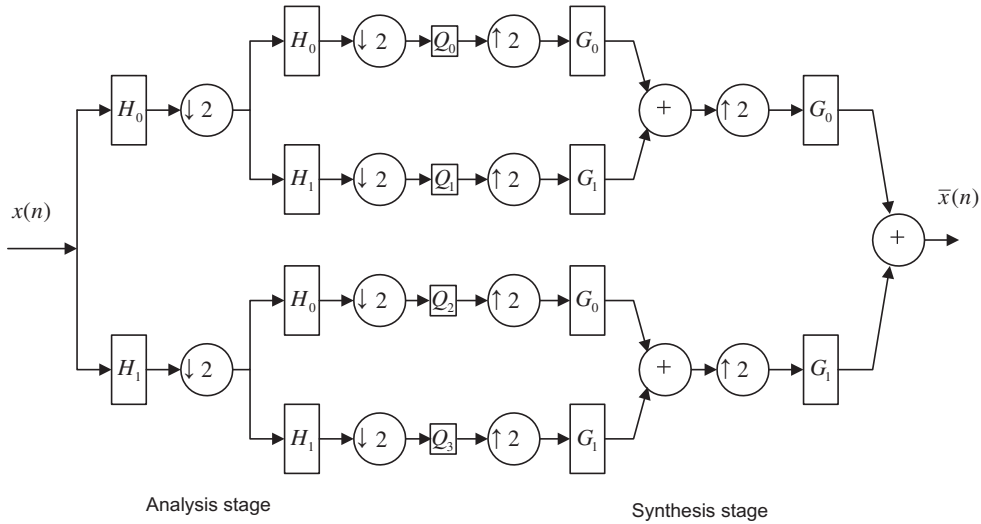 H₀ ↓2 Q₀ ↑2 G₀
H₀ ↓2 + ↑2 G₀
H₁ ↓2 Q₁ ↑2 G₁
x(n) x̄(n)
+
H₀ ↓2 Q₂ ↑2 G₀
H₁ ↓2 + ↑2 G₁
H₁ ↓2 Q₃ ↑2 G₁
Analysis stage Synthesis stage